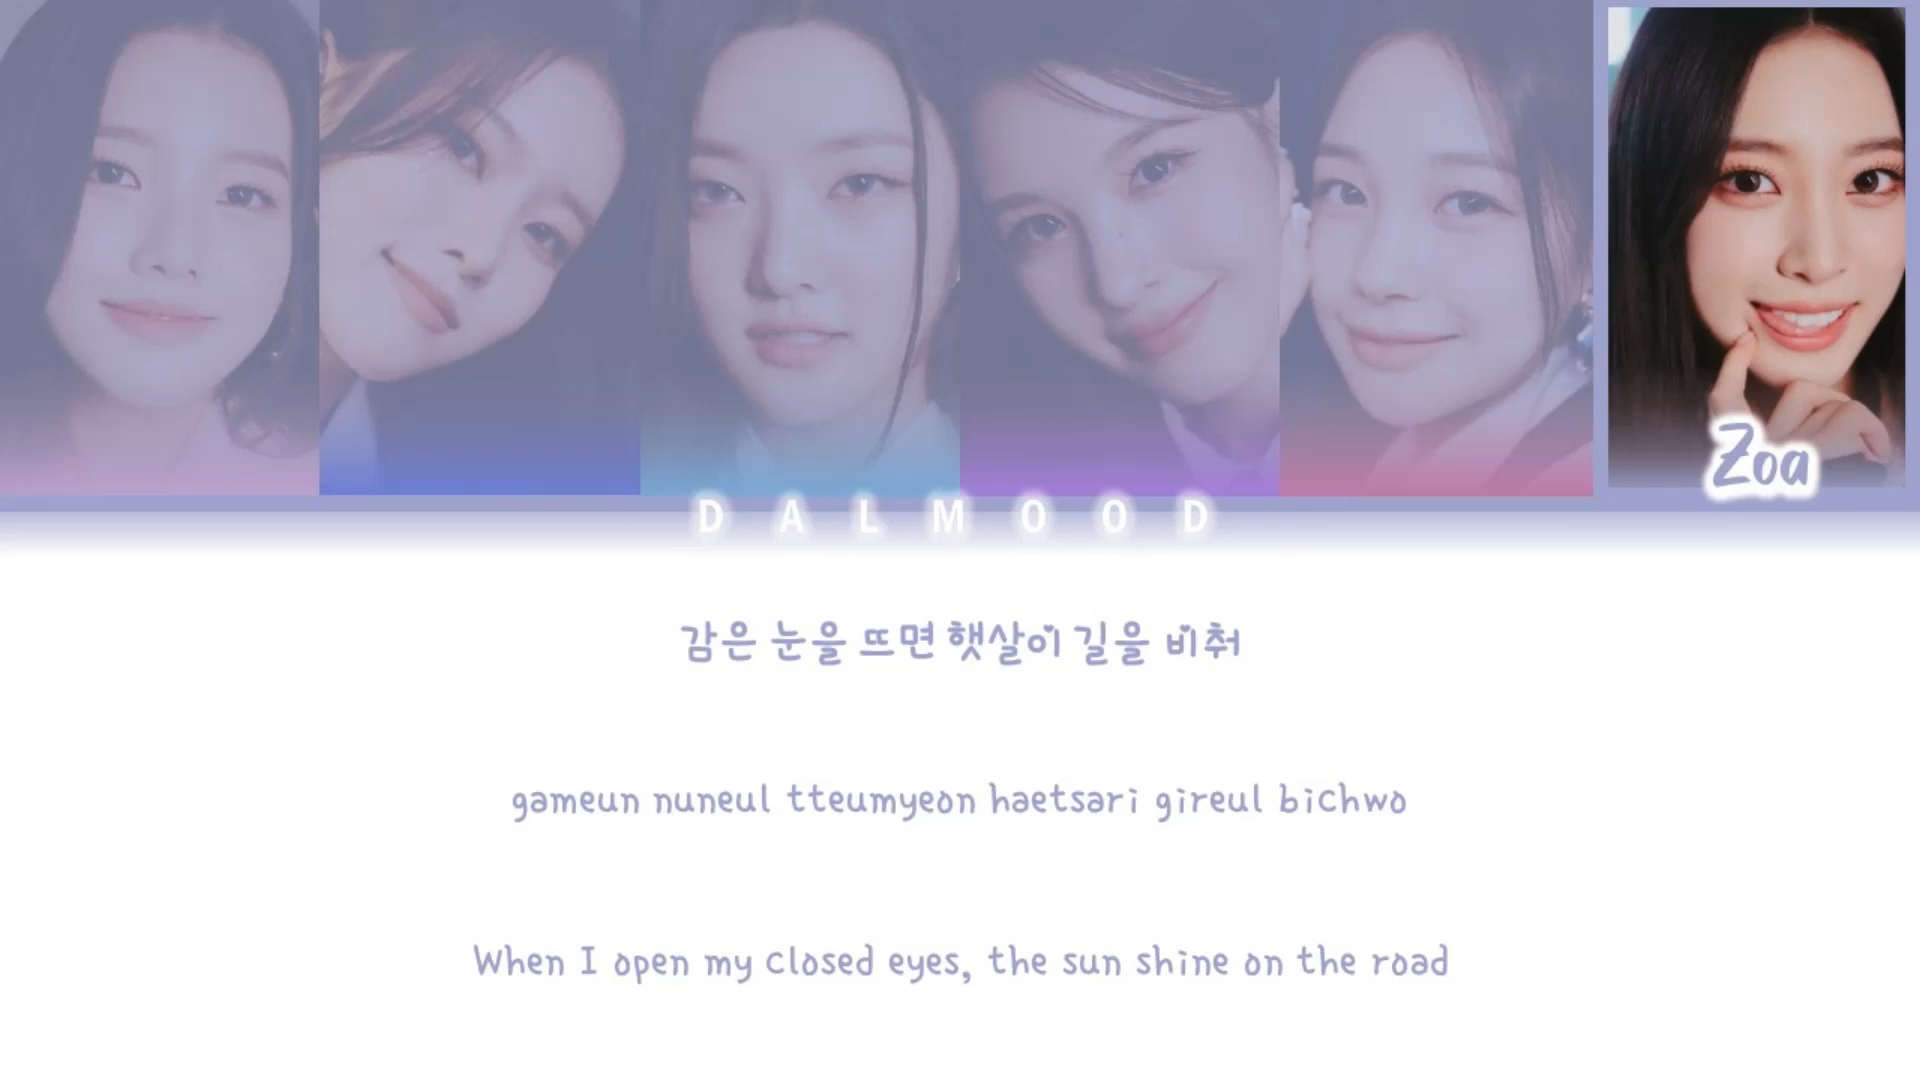 Zoa
DALMOOD
감은 눈을 뜨면 햇살이 길을 비춰
gameun nuneul tteumyeon haetsari gireul bichwo
When I open my closed eyes, the sun shine on the road